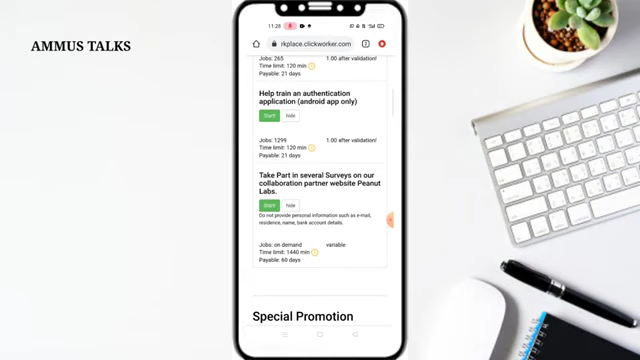 AMMUS TALKS
11:28
rkplace.clickworker.com
Jobs: 265 1.00 after validation!
Time limit: 120 min
Payable: 21 days
Help train an authentication
application (android app only)
Start hide
Jobs: 1299 1.00 after validation!
Time limit: 120 min
Payable: 21 days
Take Part in several Surveys on our
collaboration partner website Peanut
Labs.
Start hide
Do not provide personal information such as e-mail,
residence, name, bank account details.
Jobs: on demand variable
Time limit: 1440 min
Payable: 60 days
Special Promotion